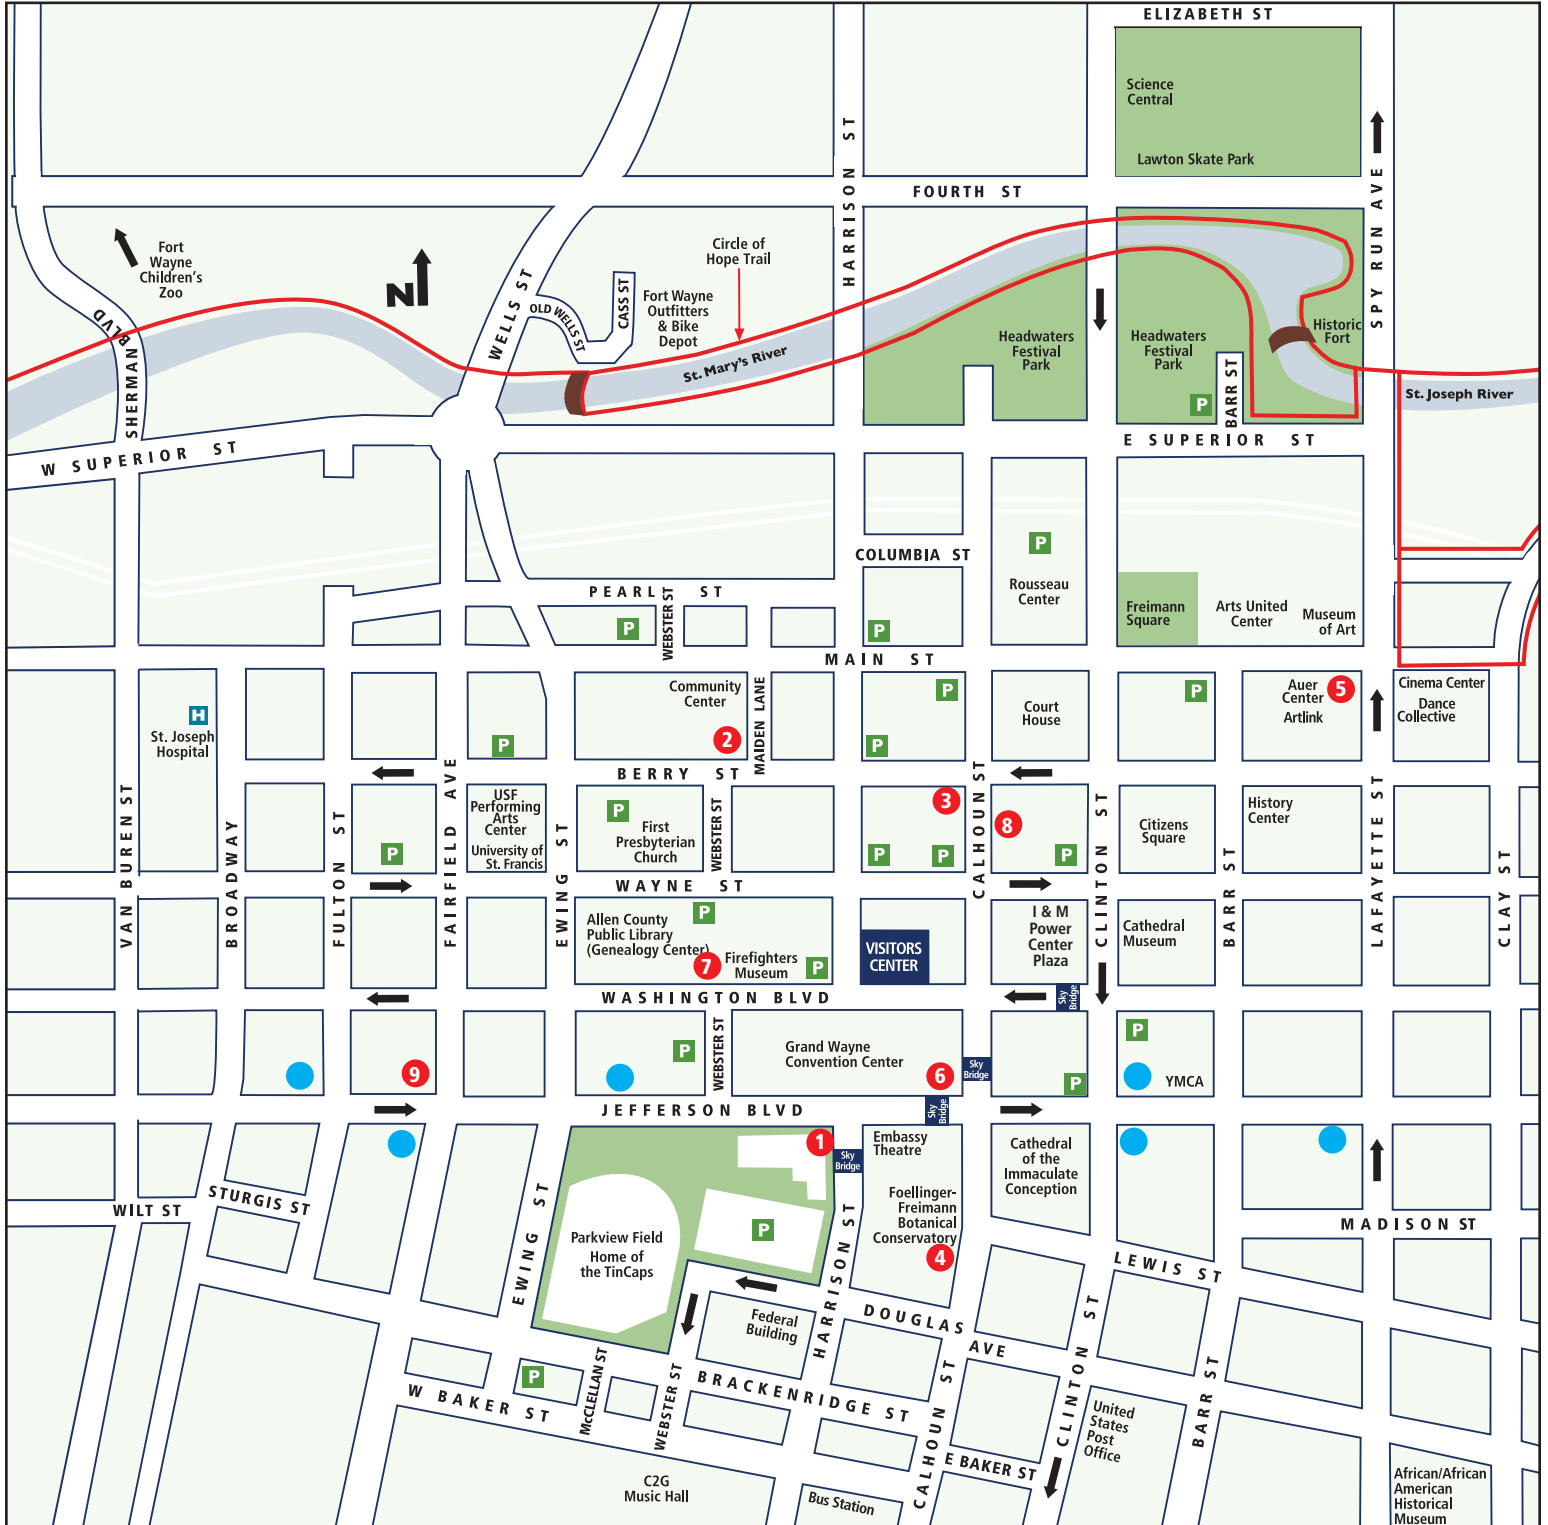 ELIZABETH ST
Science
Central
Lawton Skate Park
HARRISON ST
FOURTH ST
SPY RUN AVE
Fort
Wayne
Children's
Zoo
N
SHERMAN BLVD
WELLS ST
OLD WELLS ST
CASS ST
Circle of
Hope Trail
Fort Wayne
Outfitters
& Bike
Depot
St. Mary's River
Headwaters
Festival
Park
Headwaters
Festival
Park
P
BARR ST
Historic
Fort
St. Joseph River
W SUPERIOR ST
E SUPERIOR ST
COLUMBIA ST
P
Rousseau
Center
PEARL ST
WEBSTER ST
P
P
Freimann
Square
Arts United
Center
Museum
of Art
MAIN ST
H
St. Joseph
Hospital
P
Community
Center
2
MAIDEN LANE
P
P
Court
House
P
Auer
Center
5
Artlink
Cinema Center
Dance
Collective
BERRY ST
VAN BUREN ST
BROADWAY
FULTON ST
FAIRFIELD AVE
EWING ST
CALHOUN ST
CLINTON ST
BARR ST
LAFAYETTE ST
CLAY ST
P
USF
Performing
Arts
Center
University of
St. Francis
P
First
Presbyterian
Church
WEBSTER ST
3
P
P
8
P
Citizens
Square
History
Center
WAYNE ST
Allen County
Public Library
(Genealogy Center)
P
7
Firefighters
Museum
P
VISITORS
CENTER
I & M
Power
Center
Plaza
Cathedral
Museum
WASHINGTON BLVD
Sky
Bridge
9
P
WEBSTER ST
Grand Wayne
Convention Center
6
Sky
Bridge
P
P
YMCA
JEFFERSON BLVD
Sky
Bridge
1
Sky
Bridge
Embassy
Theatre
Foellinger-
Freimann
Botanical
Conservatory
4
Cathedral
of the
Immaculate
Conception
WILT ST
STURGIS ST
EWING ST
Parkview Field
Home of
the TinCaps
P
HARRISON ST
MADISON ST
LEWIS ST
Federal
Building
DOUGLAS AVE
CALHOUN ST
CLINTON ST
BARR ST
P
McCLELLAN ST
WEBSTER ST
BRACKENRIDGE ST
W BAKER ST
E BAKER ST
United
States
Post
Office
C2G
Music Hall
Bus Station
African/African
American
Historical
Museum